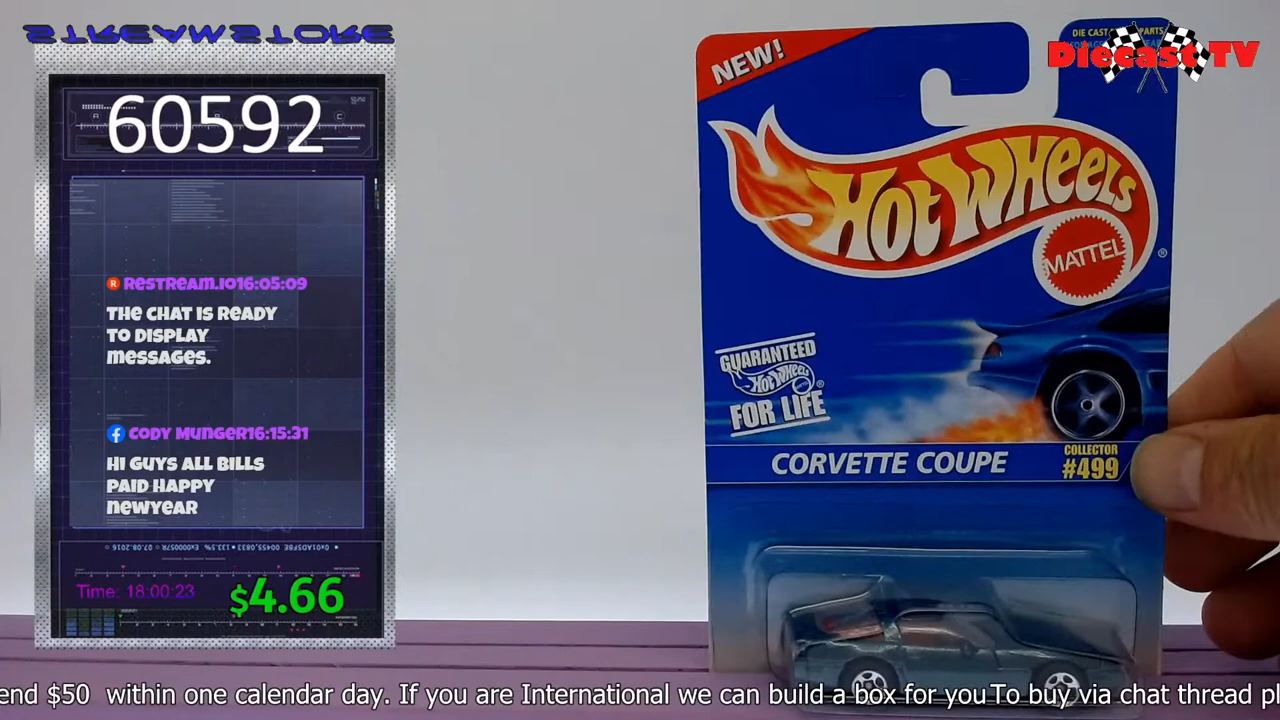 STREAMSTORE
60592
Restream.io16:05:09
The chat is ready
to display
messages.
Cody Munger16:15:31
Hi guys all bills
paid happy
newyear
Time: 18:00:23
$4.66
NEW!
Diecast TV
HOT WHEELS
MATTEL
®
GUARANTEED
Hot Wheels
®
FOR LIFE
CORVETTE COUPE
COLLECTOR
#499
end $50 within one calendar day. If you are International we can build a box for youTo buy via chat thread pl